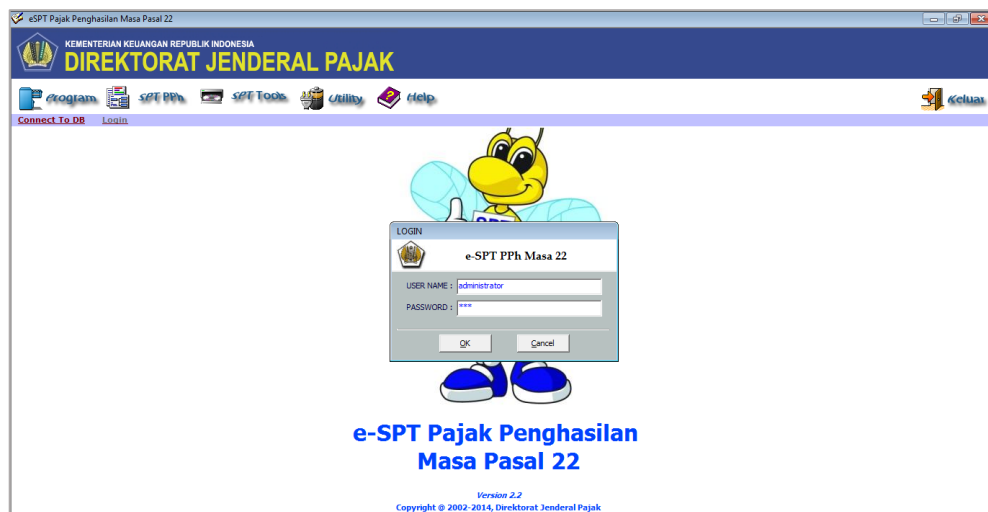 eSPT Pajak Penghasilan Masa Pasal 22
KEMENTERIAN KEUANGAN REPUBLIK INDONESIA
DIREKTORAT JENDERAL PAJAK
Program SPT PPh SPT Tools Utility Help Keluar
Connect To DB Login
LOGIN
e-SPT PPh Masa 22
USER NAME : administrator
PASSWORD : ***
OK Cancel
e-SPT Pajak Penghasilan
Masa Pasal 22
Version 2.2
Copyright @ 2002-2014, Direktorat Jenderal Pajak